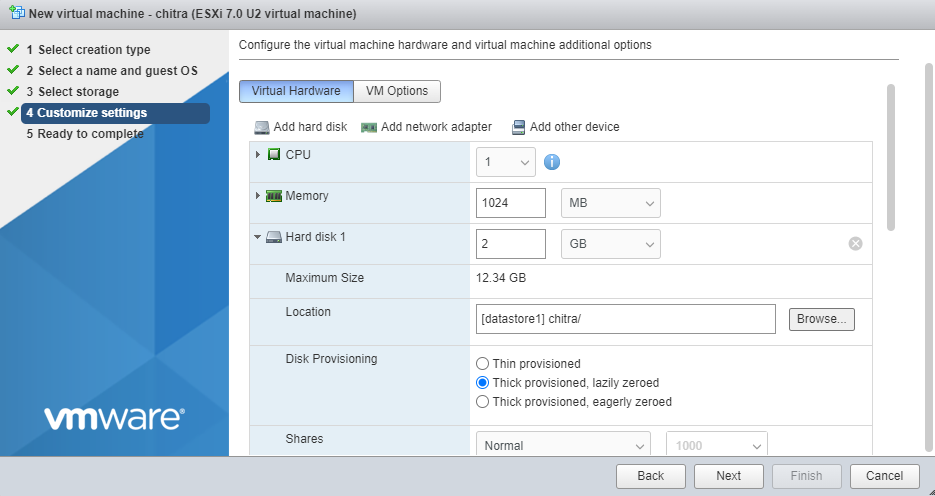 New virtual machine - chitra (ESXi 7.0 U2 virtual machine)
1 Select creation type
2 Select a name and guest OS
3 Select storage
4 Customize settings
5 Ready to complete
vmware®
Configure the virtual machine hardware and virtual machine additional options
Virtual Hardware VM Options
Add hard disk Add network adapter Add other device
CPU 1
Memory 1024 MB
Hard disk 1 2 GB
Maximum Size 12.34 GB
Location [datastore1] chitra/ Browse...
Disk Provisioning
Thin provisioned
Thick provisioned, lazily zeroed
Thick provisioned, eagerly zeroed
Shares Normal 1000
Back Next Finish Cancel